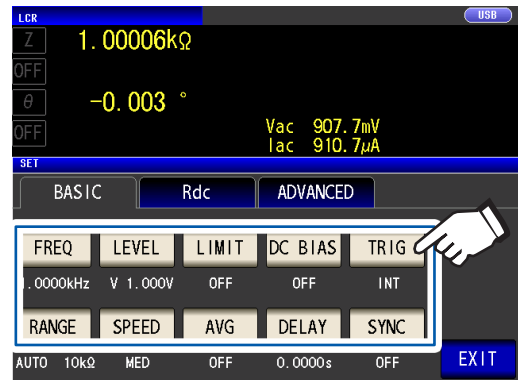 LCR USB
Z 1.00006kΩ
OFF
θ -0.003 °
OFF
Vac 907.7mV
Iac 910.7μA
SET
BASIC Rdc ADVANCED
FREQ LEVEL LIMIT DC BIAS TRIG
1.0000kHz V 1.000V OFF OFF INT
RANGE SPEED AVG DELAY SYNC
AUTO 10kΩ MED OFF 0.0000s OFF EXIT